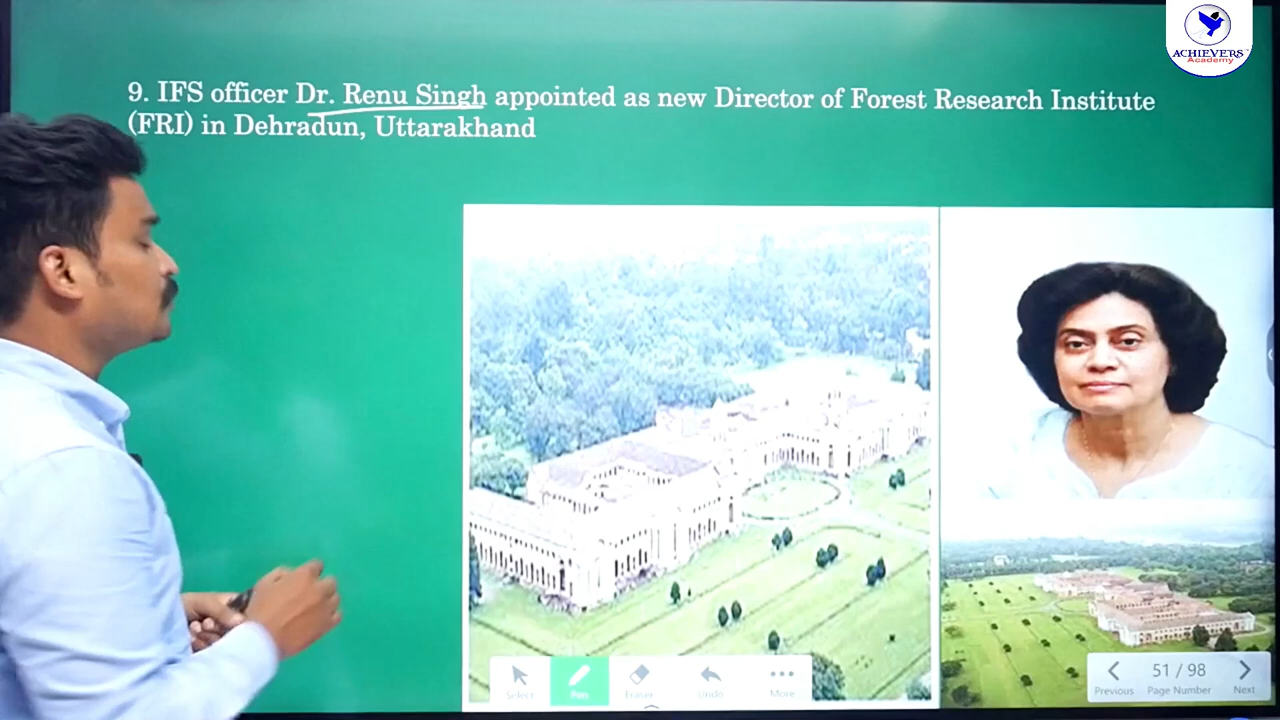 ACHIEVERS
Academy
9. IFS officer Dr. Renu Singh appointed as new Director of Forest Research Institute
(FRI) in Dehradun, Uttarakhand
Select
Pen
Eraser
Undo
More
51 / 98
Previous
Page Number
Next